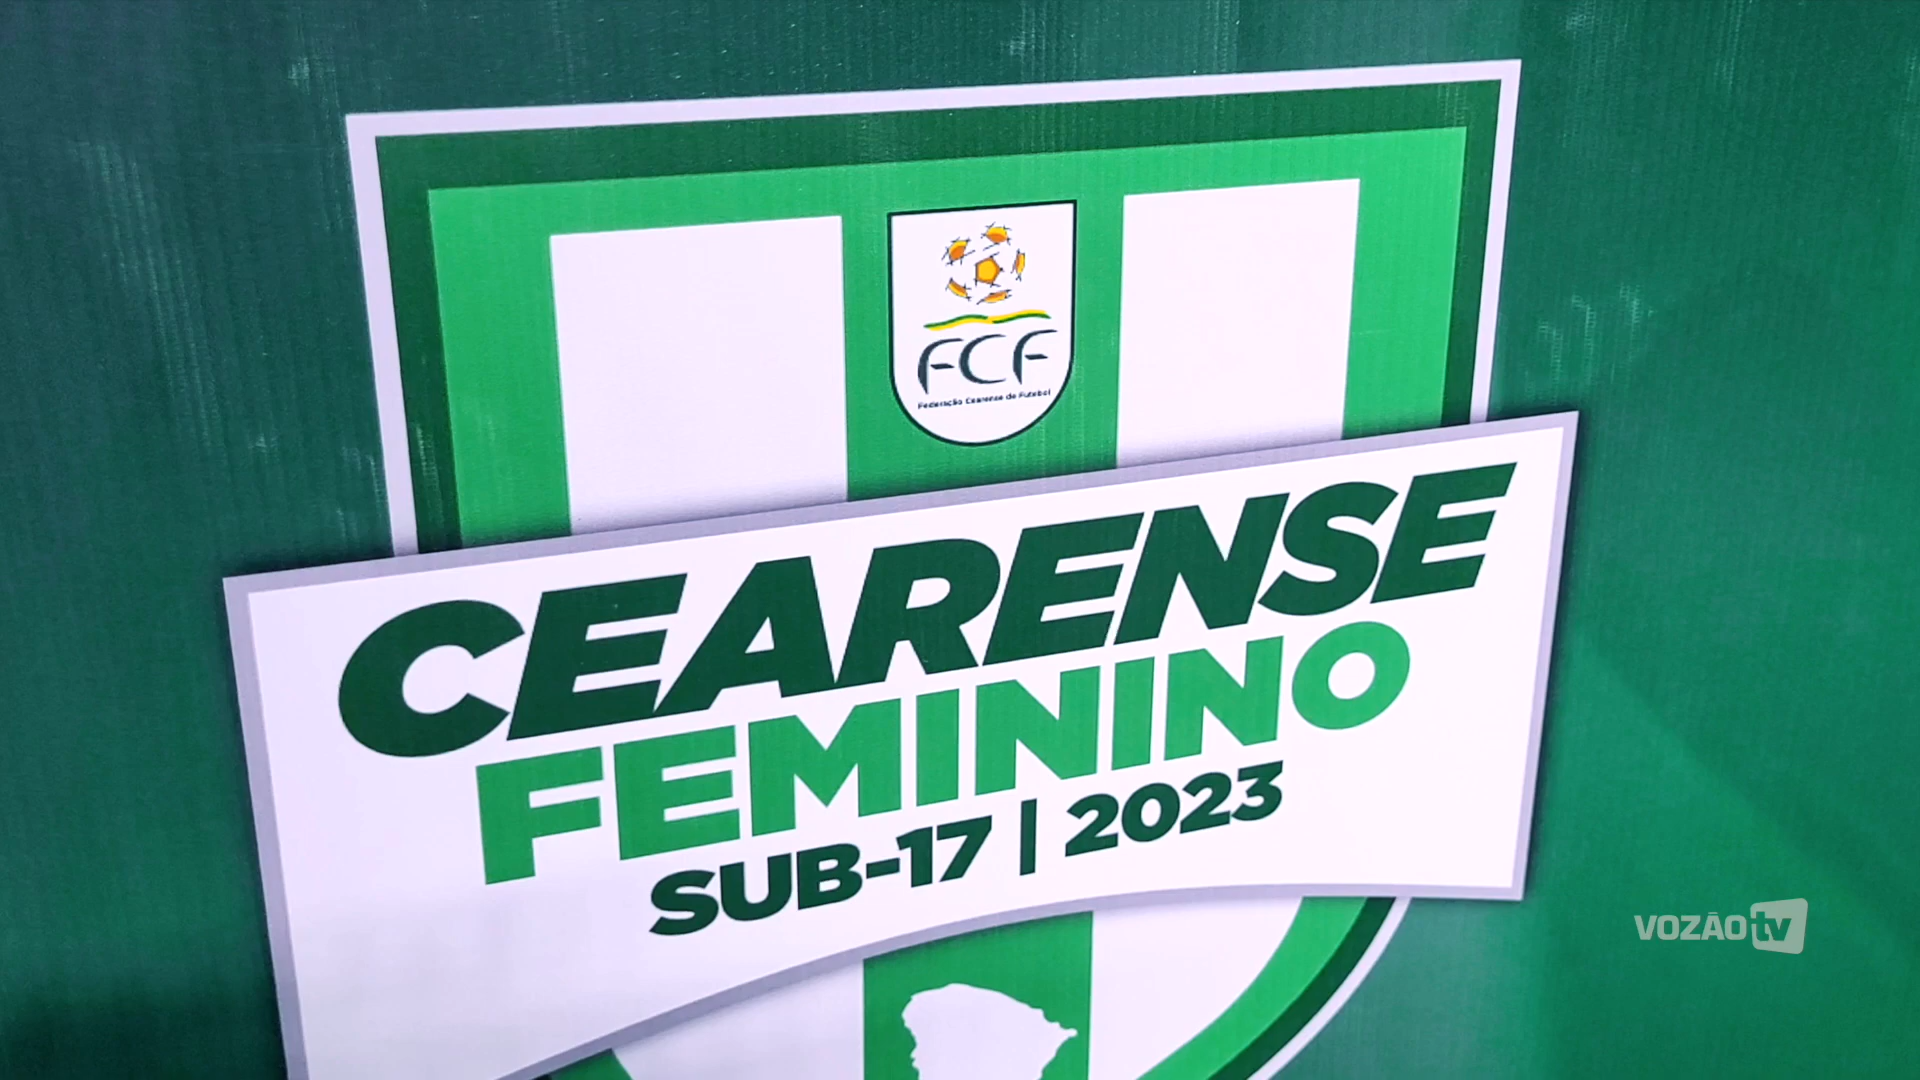 FCF
Federação Cearense de Futebol
CEARENSE
FEMININO
SUB-17 | 2023
VOZÃO tv